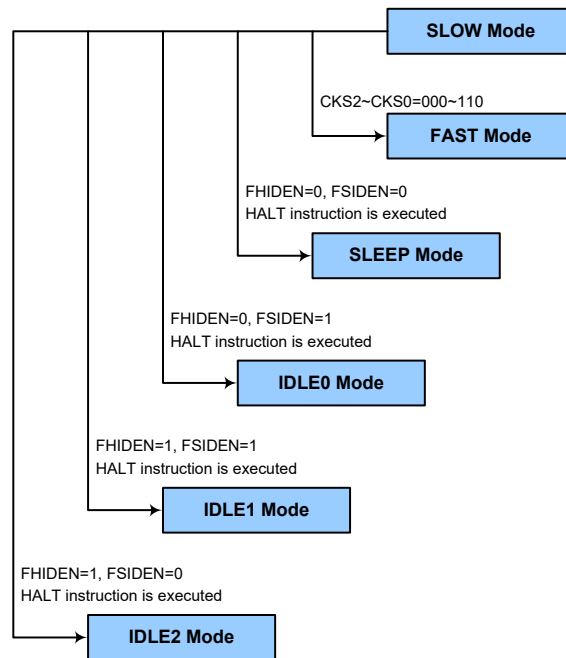 SLOW Mode
CKS2~CKS0=000~110
FAST Mode
FHIDEN=0, FSIDEN=0
HALT instruction is executed
SLEEP Mode
FHIDEN=0, FSIDEN=1
HALT instruction is executed
IDLE0 Mode
FHIDEN=1, FSIDEN=1
HALT instruction is executed
IDLE1 Mode
FHIDEN=1, FSIDEN=0
HALT instruction is executed
IDLE2 Mode